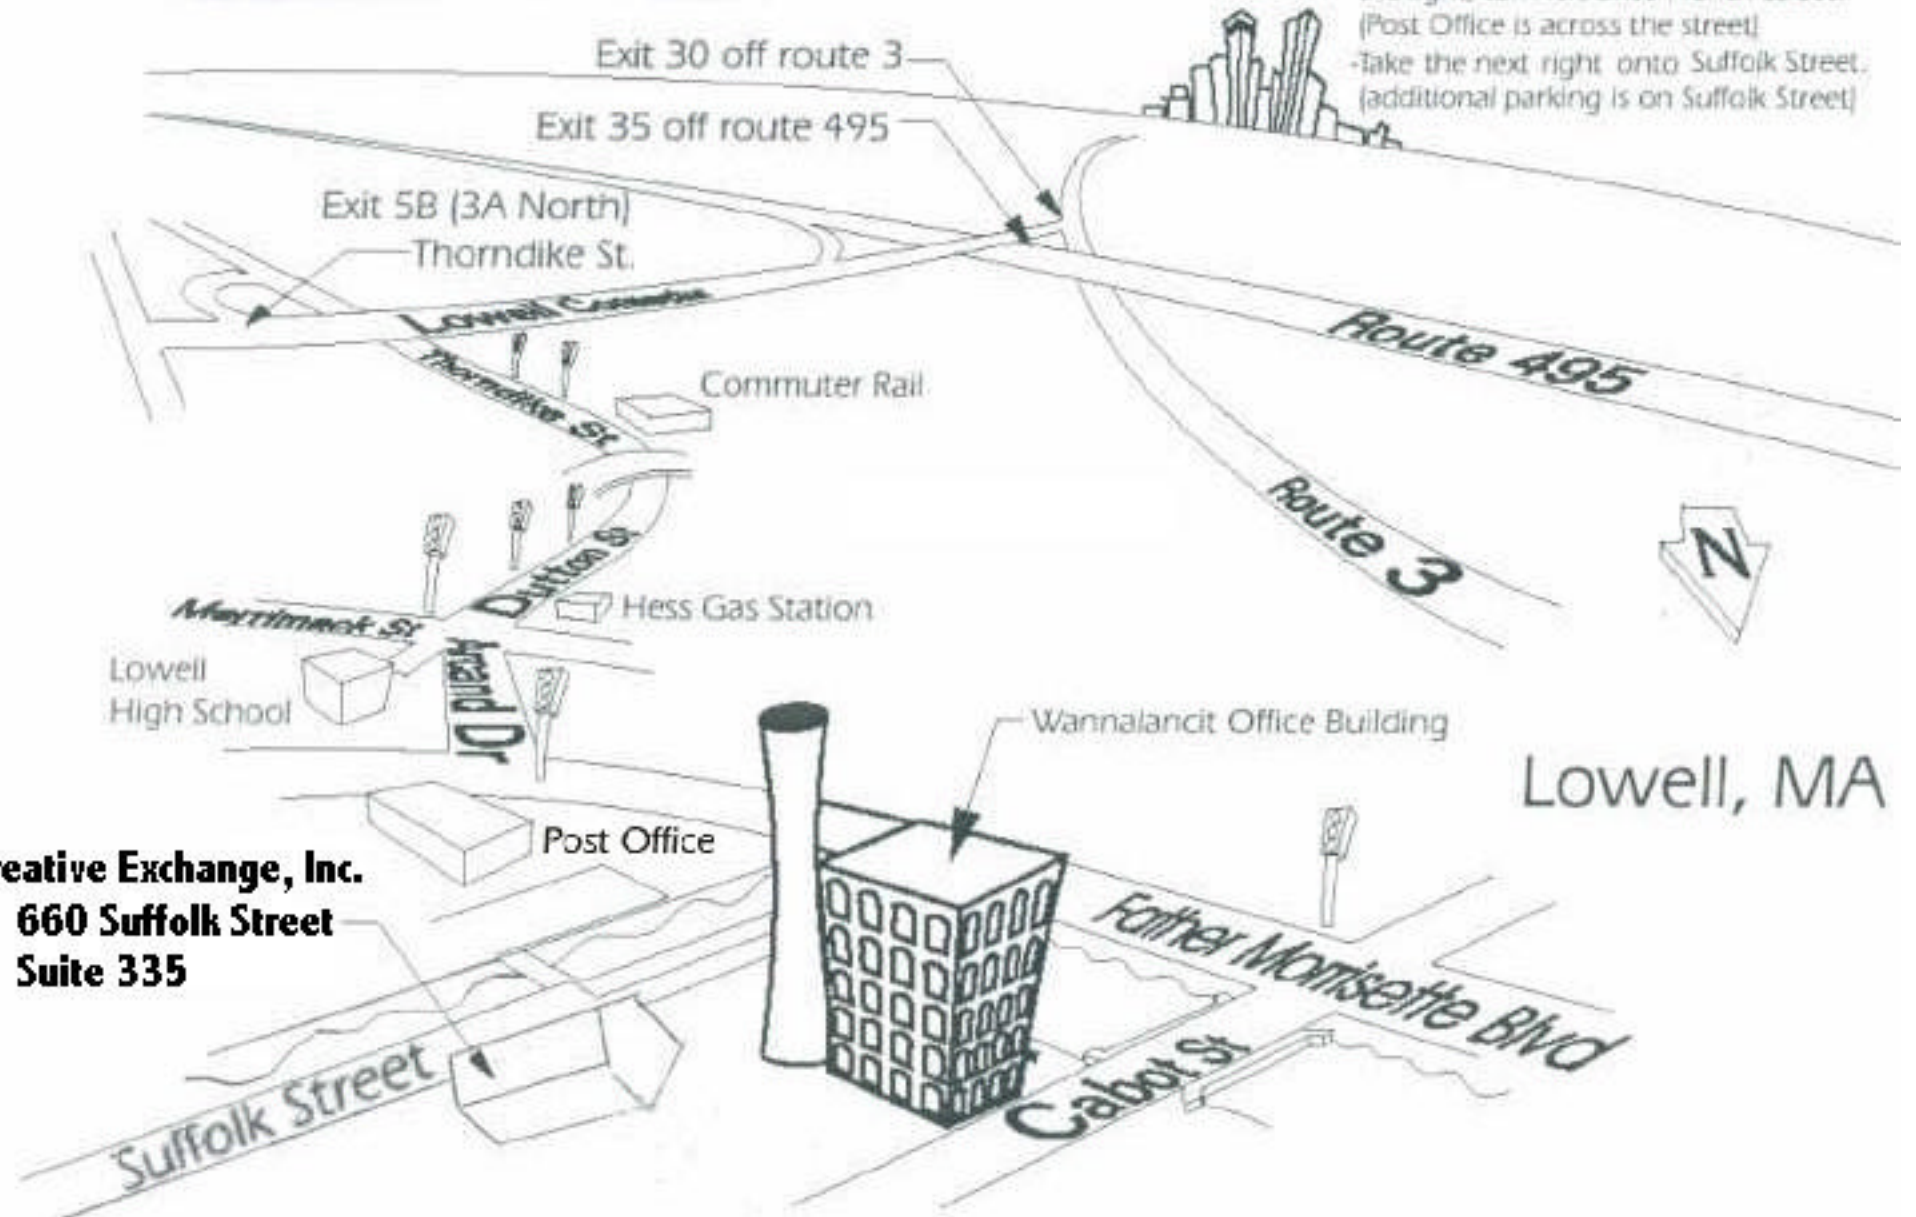 (Post Office is across the street)
-Take the next right onto Suffolk Street.
(additional parking is on Suffolk Street)
Exit 30 off route 3
Exit 35 off route 495
Exit 5B (3A North)
Thorndike St.
Lowell Connector
Route 495
Thorndike St
Commuter Rail
Route 3
N
Dutton St
Hess Gas Station
Merrimack St
Arcand Dr
Lowell
High School
Wannalancit Office Building
Lowell, MA
Post Office
reative Exchange, Inc.
660 Suffolk Street
Suite 335
Father Morrisette Blvd
Cabot St
Suffolk Street